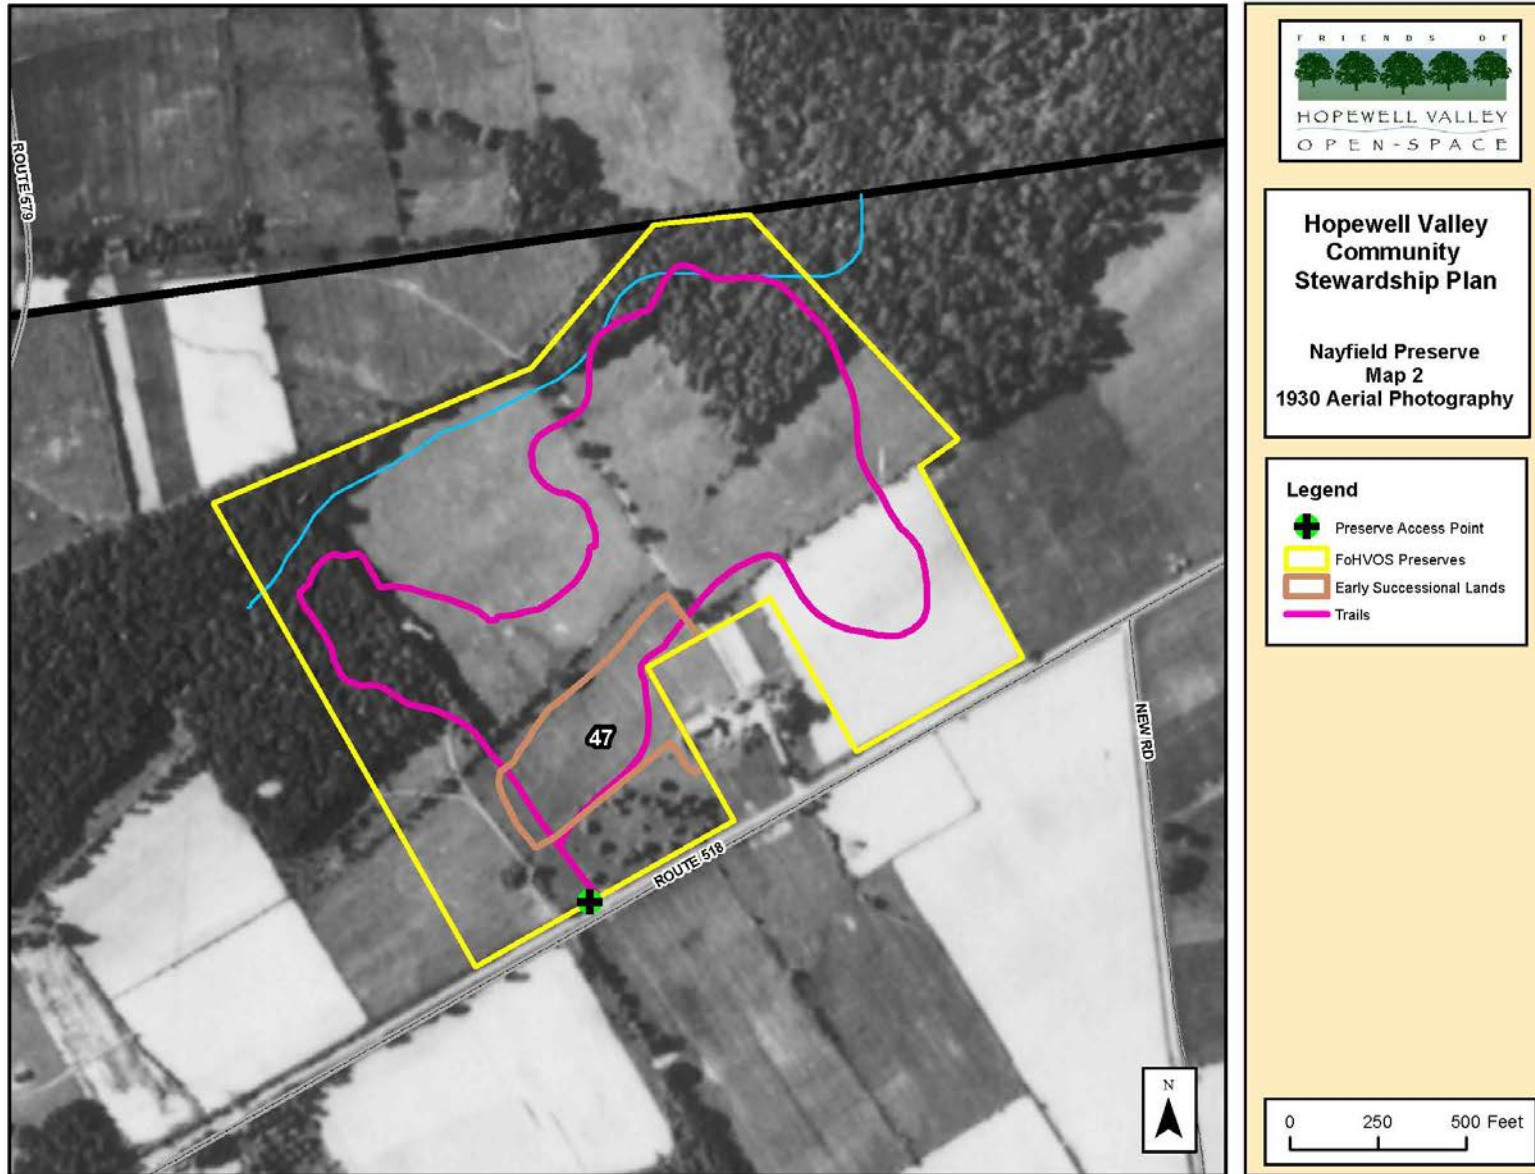 ROUTE 579
47
ROUTE 518
NEW RD
N
FRIENDS OF
HOPEWELL VALLEY
OPEN-SPACE
Hopewell Valley
Community
Stewardship Plan
Nayfield Preserve
Map 2
1930 Aerial Photography
Legend
Preserve Access Point
FoHVOS Preserves
Early Successional Lands
Trails
0 250 500 Feet